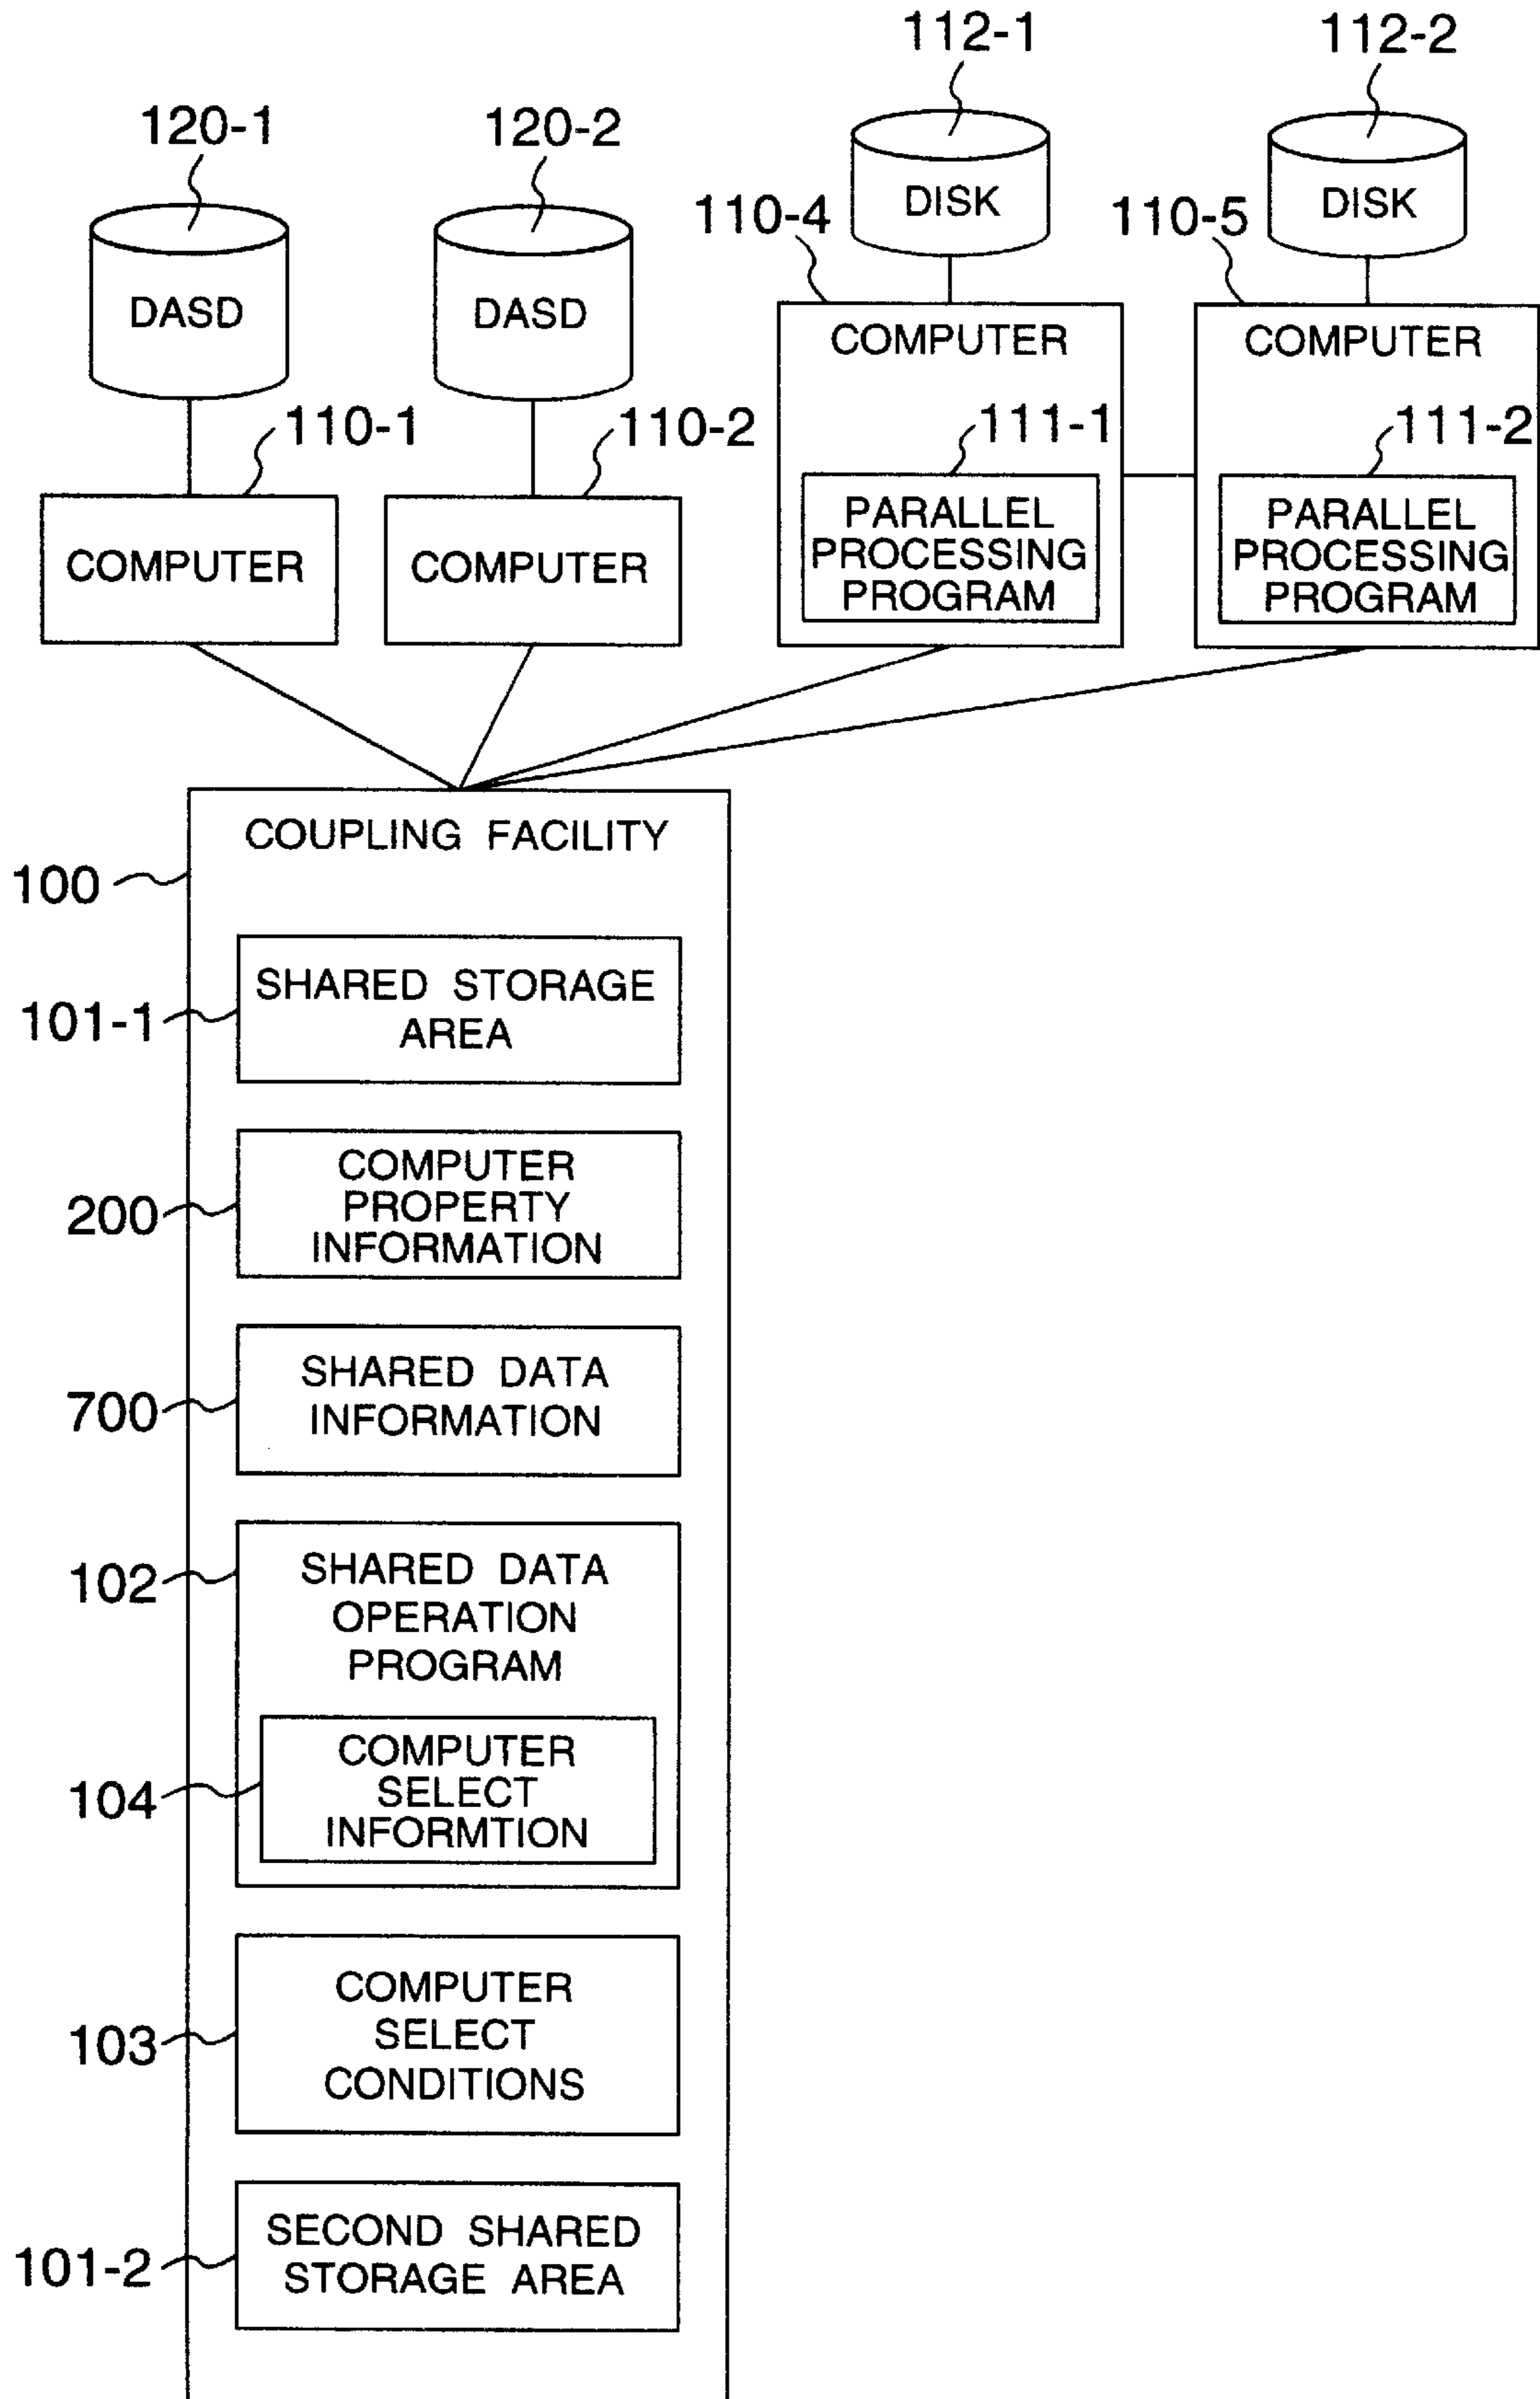 112-1
112-2
120-1
120-2
DISK
DISK
110-4
110-5
DASD
DASD
COMPUTER
COMPUTER
110-1
110-2
111-1
111-2
COMPUTER
COMPUTER
PARALLEL
PROCESSING
PROGRAM
PARALLEL
PROCESSING
PROGRAM
COUPLING FACILITY
100
SHARED STORAGE
AREA
101-1
COMPUTER
PROPERTY
INFORMATION
200
SHARED DATA
INFORMATION
700
SHARED DATA
OPERATION
PROGRAM
102
COMPUTER
SELECT
INFORMTION
104
COMPUTER
SELECT
CONDITIONS
103
SECOND SHARED
STORAGE AREA
101-2